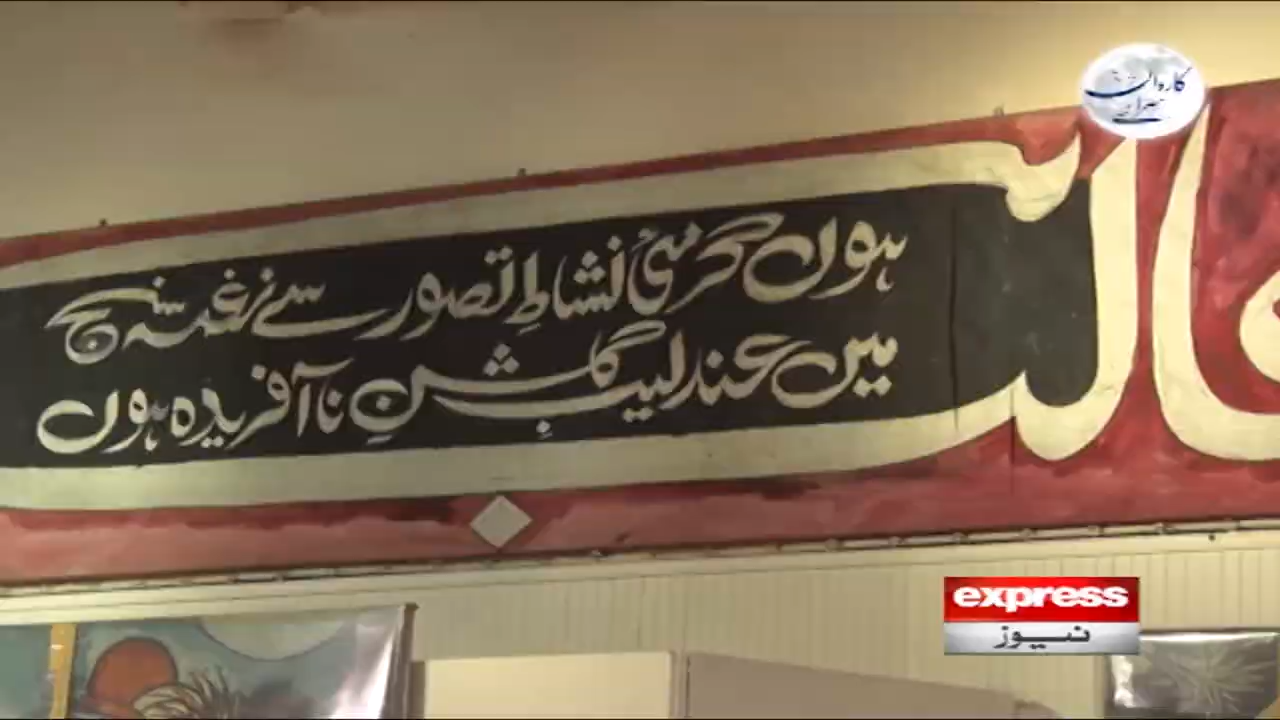 ہوں گرمیٔ نشاطِ تصور سے نغمہ سنج
میں عندلیبِ گلشنِ نا آفریدہ ہوں
express
نیوز